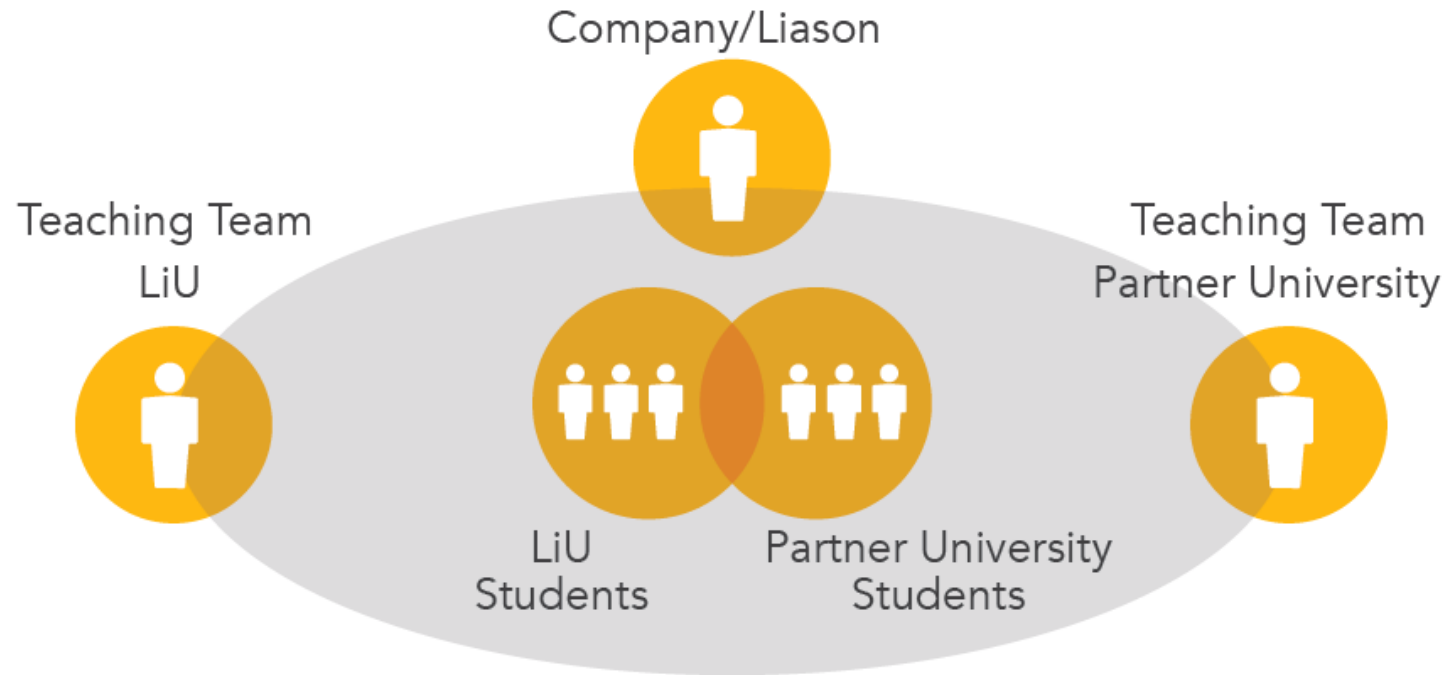 Company/Liason
Teaching Team
LiU
Teaching Team
Partner University
LiU
Students
Partner University
Students